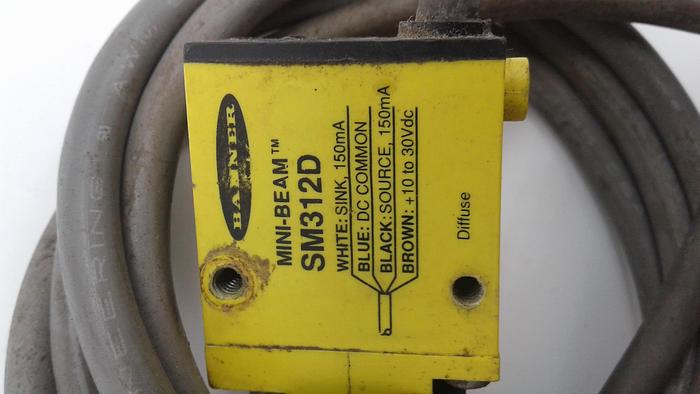 BANNER
MINI-BEAM™
SM312D
WHITE: SINK, 150mA
BLUE: DC COMMON
BLACK: SOURCE, 150mA
BROWN: +10 to 30Vdc
Diffuse